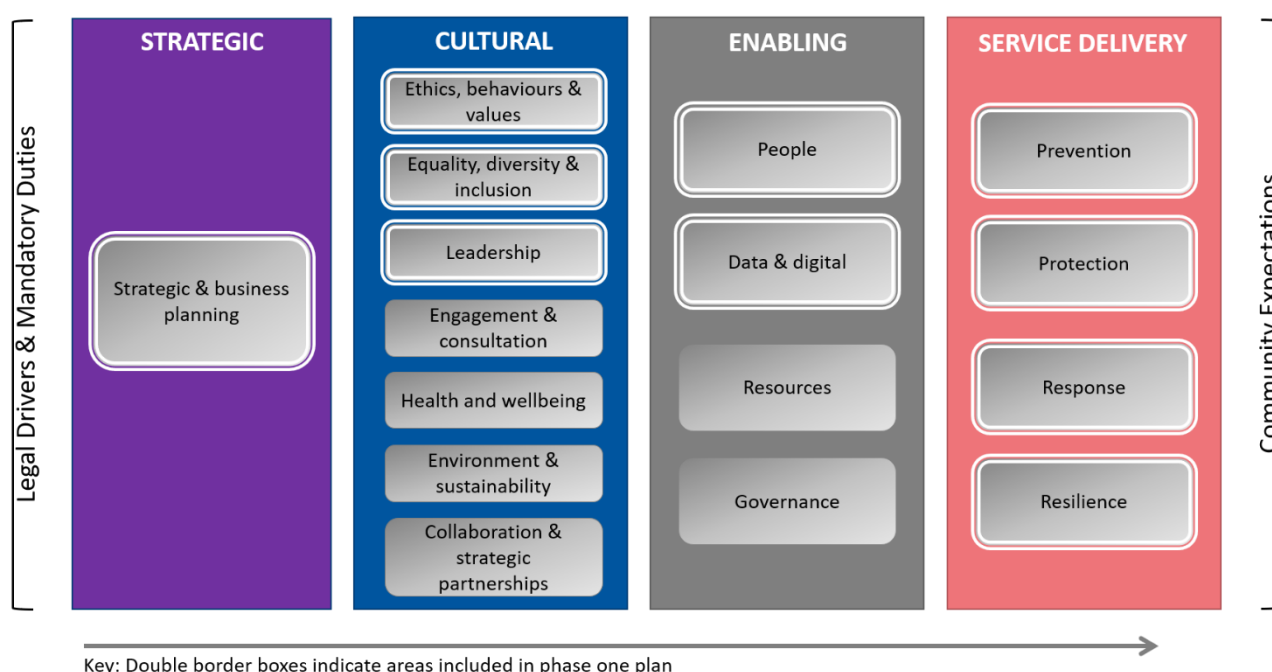 Legal Drivers & Mandatory Duties
STRATEGIC
Strategic & business
planning
CULTURAL
Ethics, behaviours &
values
Equality, diversity &
inclusion
Leadership
Engagement &
consultation
Health and wellbeing
Environment &
sustainability
Collaboration &
strategic
partnerships
ENABLING
People
Data & digital
Resources
Governance
SERVICE DELIVERY
Prevention
Protection
Response
Resilience
Community Expectations
Key: Double border boxes indicate areas included in phase one plan